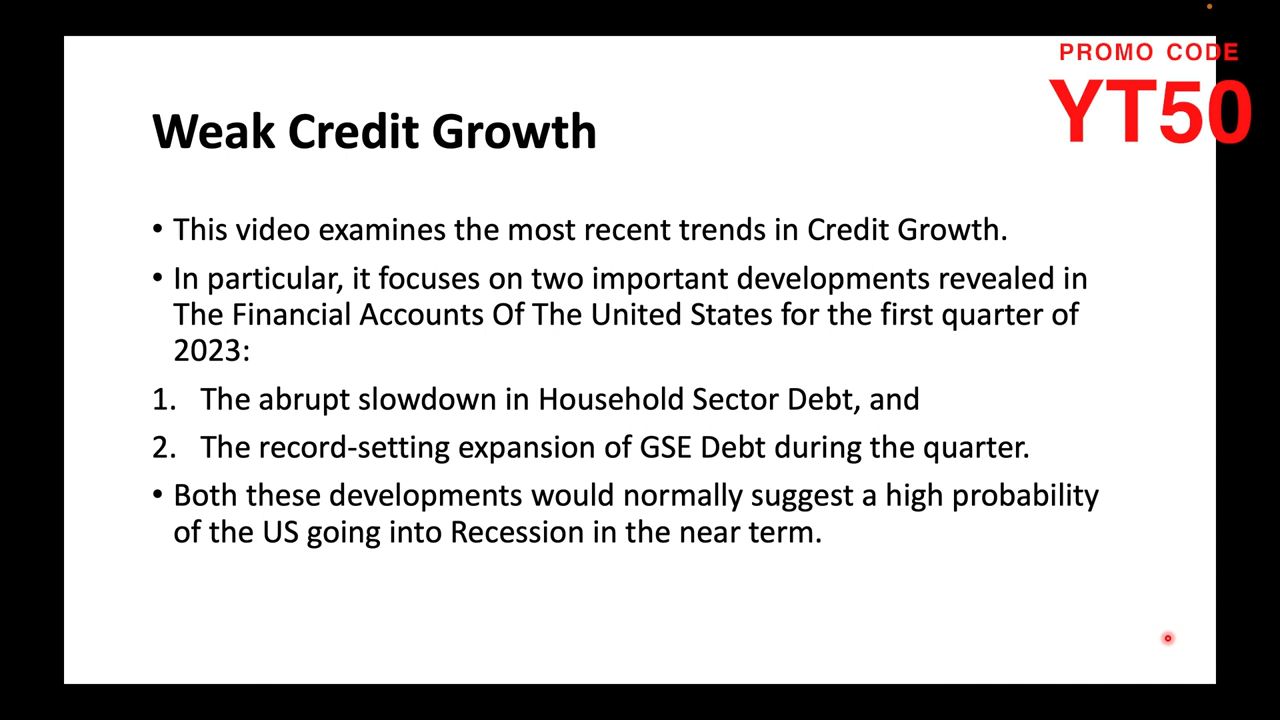 PROMO CODE
YT50
Weak Credit Growth
• This video examines the most recent trends in Credit Growth.
• In particular, it focuses on two important developments revealed in
The Financial Accounts Of The United States for the first quarter of
2023:
1. The abrupt slowdown in Household Sector Debt, and
2. The record-setting expansion of GSE Debt during the quarter.
• Both these developments would normally suggest a high probability
of the US going into Recession in the near term.